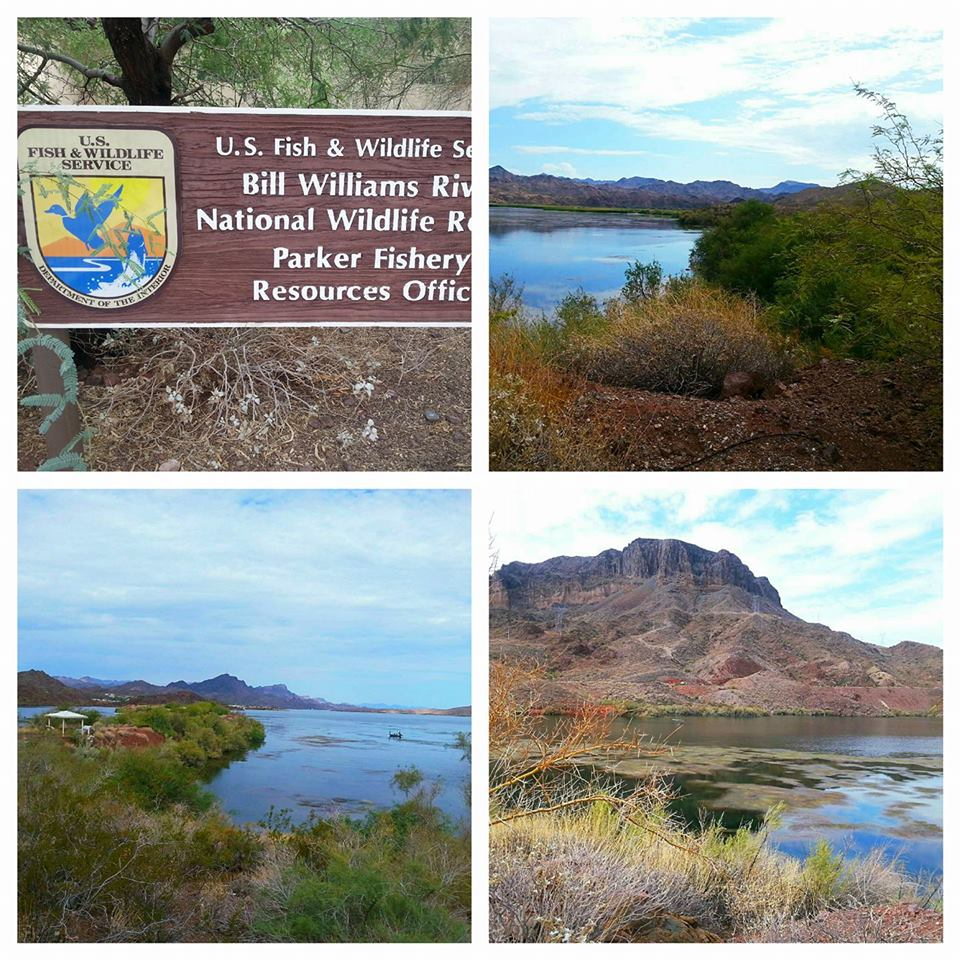 U.S.
FISH & WILDLIFE
SERVICE
DEPARTMENT OF THE INTERIOR
U.S. Fish & Wildlife Se
Bill Williams Riv
National Wildlife Re
Parker Fishery
Resources Offic